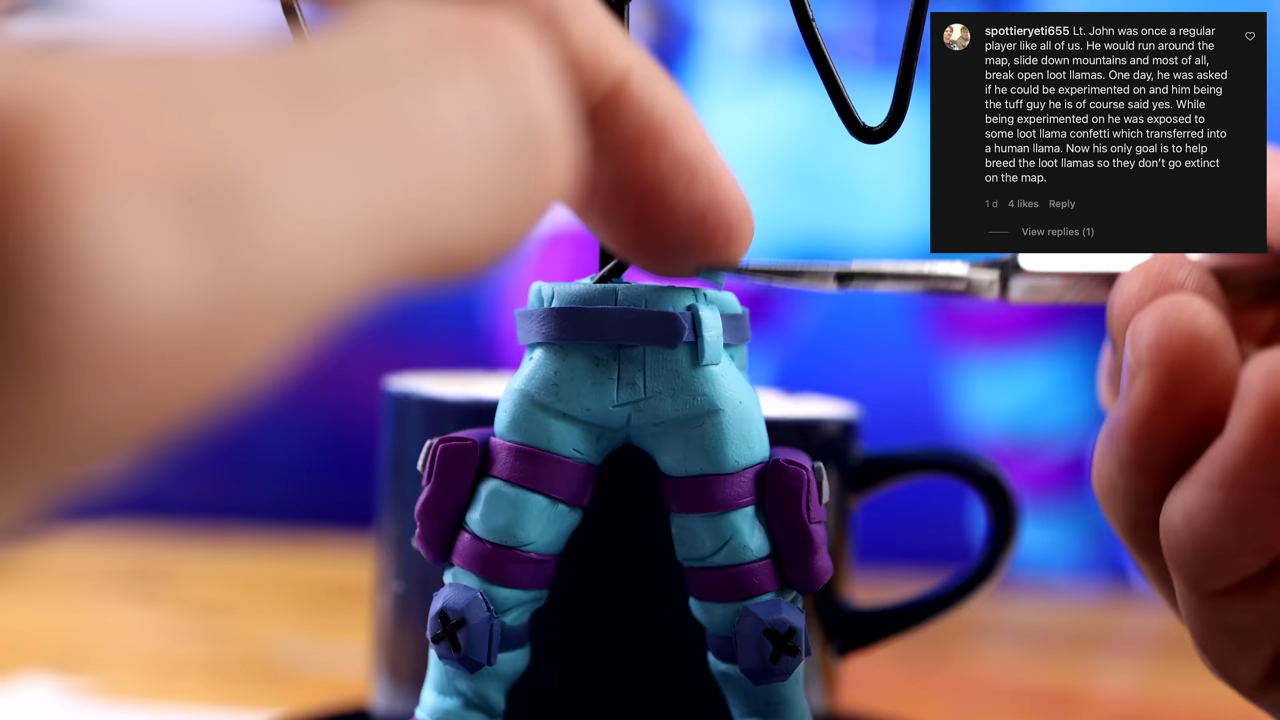 spottieryeti655 Lt. John was once a regular
player like all of us. He would run around the
map, slide down mountains and most of all,
break open loot llamas. One day, he was asked
if he could be experimented on and him being
the tuff guy he is of course said yes. While
being experimented on he was exposed to
some loot llama confetti which transferred into
a human llama. Now his only goal is to help
breed the loot llamas so they don't go extinct
on the map.
1 d 4 likes Reply
View replies (1)